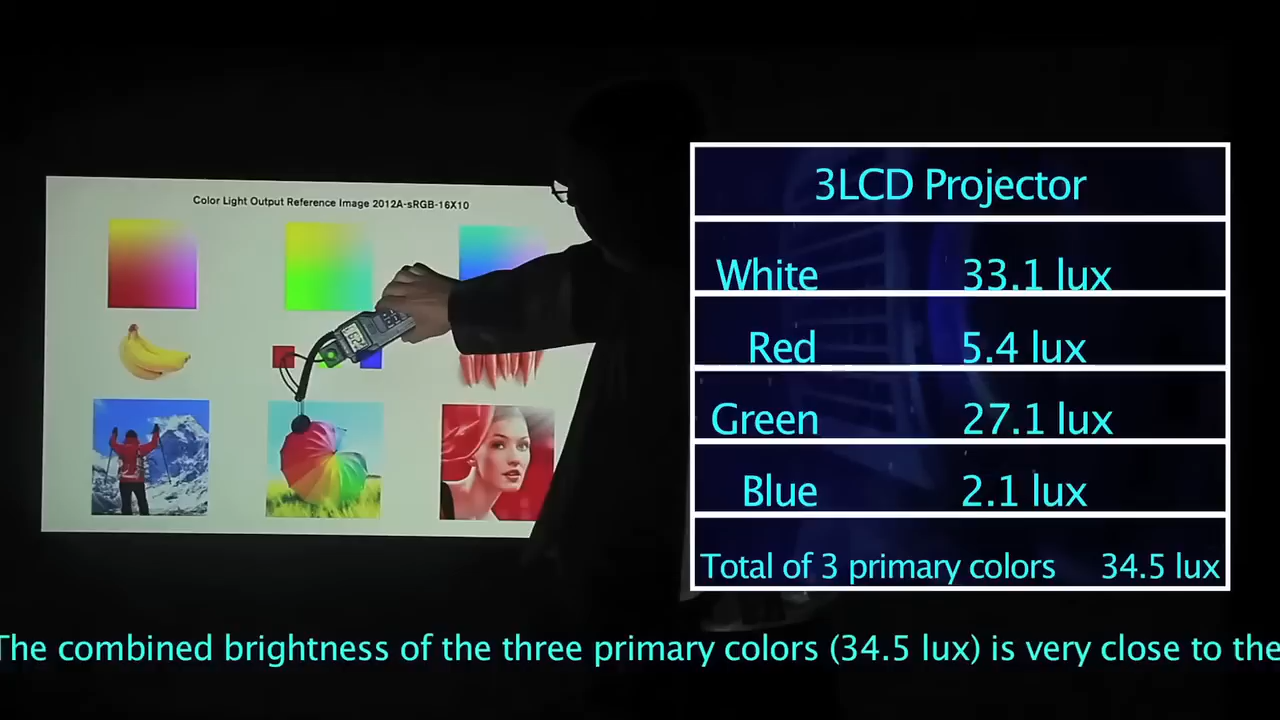 Color Light Output Reference Image 2012A-sRGB-16X10
3LCD Projector
White 33.1 lux
Red 5.4 lux
Green 27.1 lux
Blue 2.1 lux
Total of 3 primary colors 34.5 lux
The combined brightness of the three primary colors (34.5 lux) is very close to the